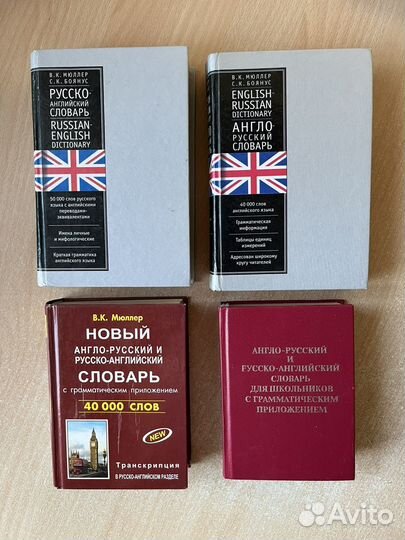 В.К. МЮЛЛЕР
С.К. БОЯНУС
РУССКО-
АНГЛИЙСКИЙ
СЛОВАРЬ
RUSSIAN-
ENGLISH
DICTIONARY
50 000 слов русского
языка с английскими
переводами-
эквивалентами
Имена личные
и мифологические
Краткая грамматика
английского языка
В.К. МЮЛЛЕР
С.К. БОЯНУС
ENGLISH-
RUSSIAN
DICTIONARY
АНГЛО-
РУССКИЙ
СЛОВАРЬ
60 000 слов
английского языка
Грамматическая
информация
Таблицы единиц
измерений
Адресован широкому
кругу читателей
В.К. Мюллер
НОВЫЙ
АНГЛО-РУССКИЙ И
РУССКО-АНГЛИЙСКИЙ
СЛОВАРЬ
с грамматическим приложением
40 000 СЛОВ
NEW
Транскрипция
В РУССКО-АНГЛИЙСКОМ РАЗДЕЛЕ
АНГЛО-РУССКИЙ
И
РУССКО-АНГЛИЙСКИЙ
СЛОВАРЬ
ДЛЯ ШКОЛЬНИКОВ
С ГРАММАТИЧЕСКИМ
ПРИЛОЖЕНИЕМ
Avito